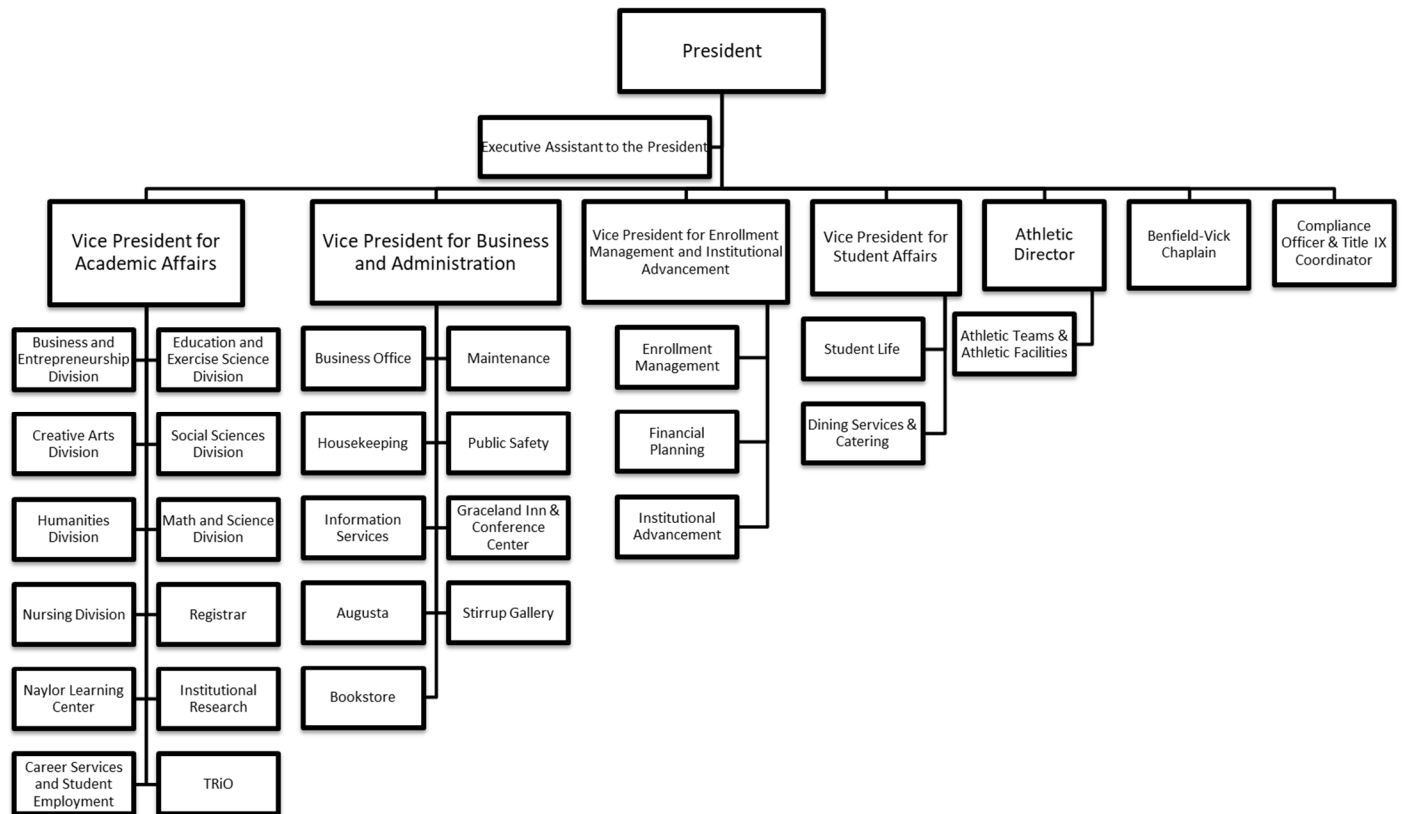 President
Executive Assistant to the President
Vice President for
Academic Affairs
Vice President for Business
and Administration
Vice President for Enrollment
Management and Institutional
Advancement
Vice President for
Student Affairs
Athletic
Director
Benfield-Vick
Chaplain
Compliance
Officer & Title IX
Coordinator
Business and
Entrepreneurship
Division
Education and
Exercise Science
Division
Creative Arts
Division
Social Sciences
Division
Humanities
Division
Math and Science
Division
Nursing Division
Registrar
Naylor Learning
Center
Institutional
Research
Career Services
and Student
Employment
TRiO
Business Office
Maintenance
Housekeeping
Public Safety
Information
Services
Graceland Inn &
Conference
Center
Augusta
Stirrup Gallery
Bookstore
Enrollment
Management
Financial
Planning
Institutional
Advancement
Student Life
Dining Services &
Catering
Athletic Teams &
Athletic Facilities